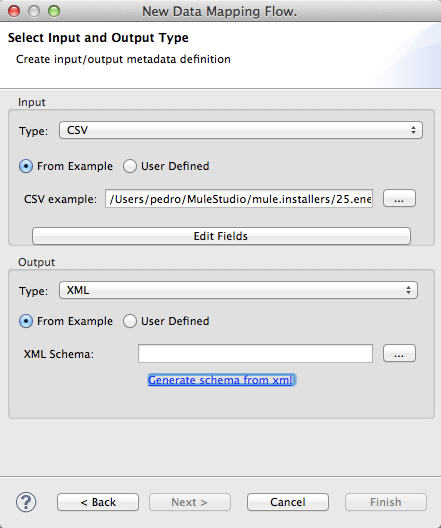 New Data Mapping Flow.
Select Input and Output Type
Create input/output metadata definition
Input
Type: CSV
From Example User Defined
CSV example: /Users/pedro/MuleStudio/mule.installers/25.ene ...
Edit Fields
Output
Type: XML
From Example User Defined
XML Schema: ...
Generate schema from xml
? < Back Next > Cancel Finish